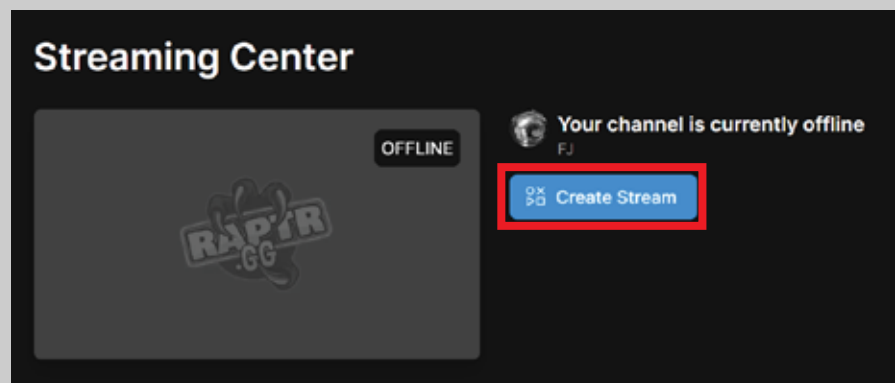 Streaming Center
OFFLINE
RAPTR
.GG
Your channel is currently offline
FJ
Create Stream